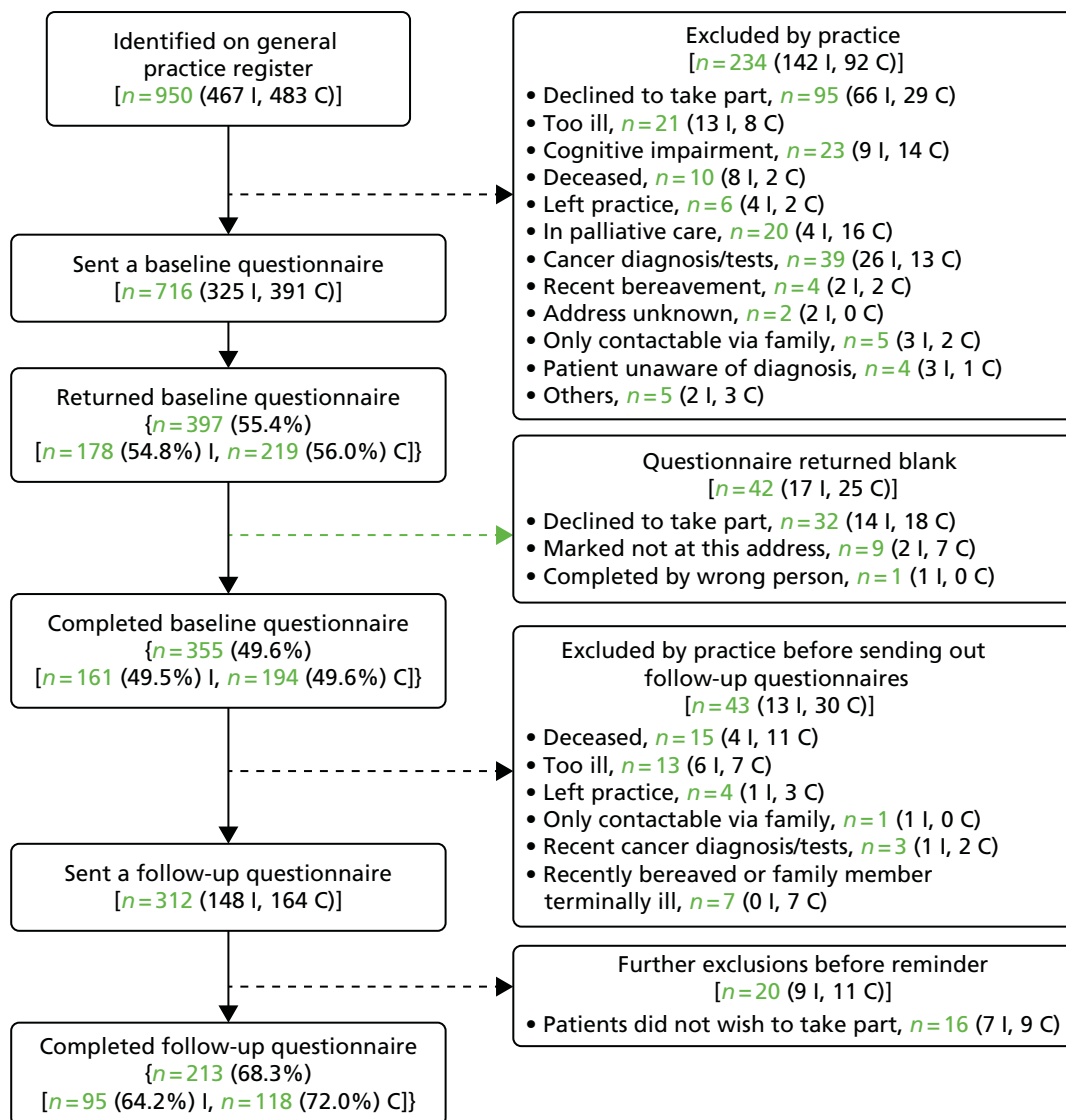 Identified on general
practice register
[n=950 (467 I, 483 C)]
Excluded by practice
[n=234 (142 I, 92 C)]
• Declined to take part, n=95 (66 I, 29 C)
• Too ill, n=21 (13 I, 8 C)
• Cognitive impairment, n=23 (9 I, 14 C)
• Deceased, n=10 (8 I, 2 C)
• Left practice, n=6 (4 I, 2 C)
• In palliative care, n=20 (4 I, 16 C)
• Cancer diagnosis/tests, n=39 (26 I, 13 C)
• Recent bereavement, n=4 (2 I, 2 C)
• Address unknown, n=2 (2 I, 0 C)
• Only contactable via family, n=5 (3 I, 2 C)
• Patient unaware of diagnosis, n=4 (3 I, 1 C)
• Others, n=5 (2 I, 3 C)
Sent a baseline questionnaire
[n=716 (325 I, 391 C)]
Returned baseline questionnaire
{n=397 (55.4%)
[n=178 (54.8%) I, n=219 (56.0%) C]}
Questionnaire returned blank
[n=42 (17 I, 25 C)]
• Declined to take part, n=32 (14 I, 18 C)
• Marked not at this address, n=9 (2 I, 7 C)
• Completed by wrong person, n=1 (1 I, 0 C)
Completed baseline questionnaire
{n=355 (49.6%)
[n=161 (49.5%) I, n=194 (49.6%) C]}
Excluded by practice before sending out
follow-up questionnaires
[n=43 (13 I, 30 C)]
• Deceased, n=15 (4 I, 11 C)
• Too ill, n=13 (6 I, 7 C)
• Left practice, n=4 (1 I, 3 C)
• Only contactable via family, n=1 (1 I, 0 C)
• Recent cancer diagnosis/tests, n=3 (1 I, 2 C)
• Recently bereaved or family member
terminally ill, n=7 (0 I, 7 C)
Sent a follow-up questionnaire
[n=312 (148 I, 164 C)]
Further exclusions before reminder
[n=20 (9 I, 11 C)]
• Patients did not wish to take part, n=16 (7 I, 9 C)
Completed follow-up questionnaire
{n=213 (68.3%)
[n=95 (64.2%) I, n=118 (72.0%) C]}